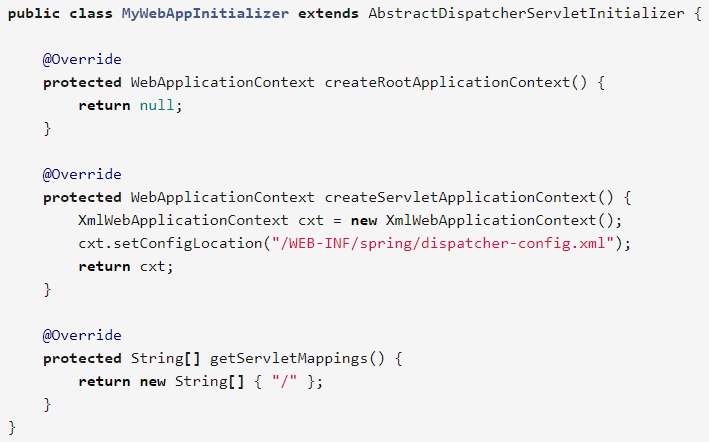 public class MyWebAppInitializer extends AbstractDispatcherServletInitializer {
@Override
protected WebApplicationContext createRootApplicationContext() {
return null;
}
@Override
protected WebApplicationContext createServletApplicationContext() {
XmlWebApplicationContext cxt = new XmlWebApplicationContext();
cxt.setConfigLocation("/WEB-INF/spring/dispatcher-config.xml");
return cxt;
}
@Override
protected String[] getServletMappings() {
return new String[] { "/" };
}
}